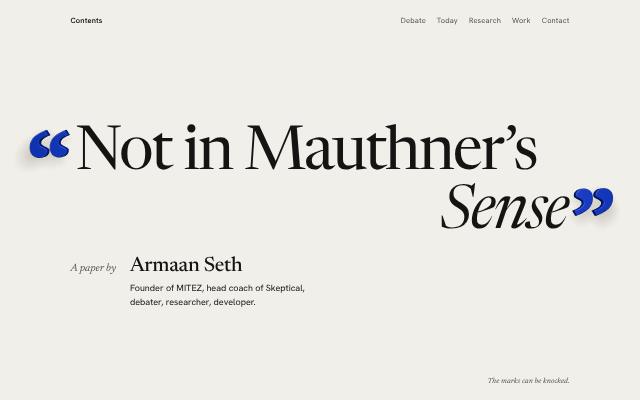 Contents
Debate Today Research Work Contact
“Not in Mauthner’s
Sense”
A paper by Armaan Seth
Founder of MITEZ, head coach of Skeptical,
debater, researcher, developer.
The marks can be knocked.